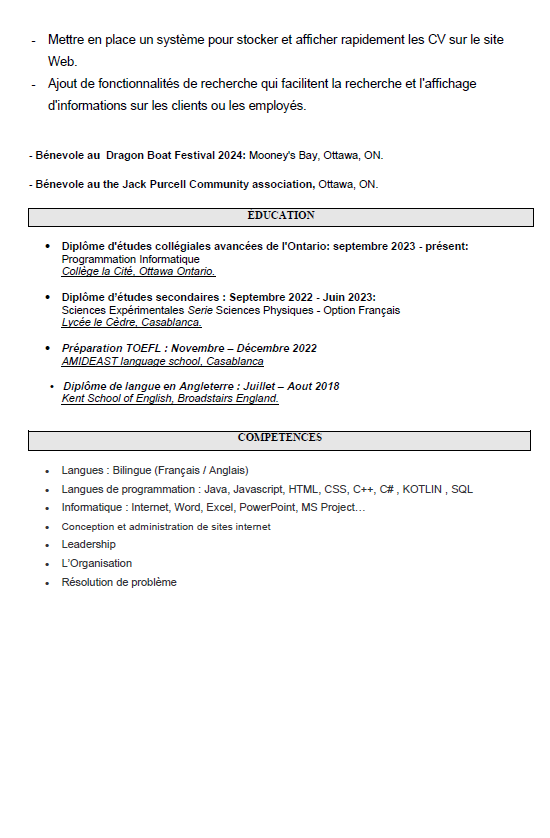 - Mettre en place un système pour stocker et afficher rapidement les CV sur le site
Web.
- Ajout de fonctionnalités de recherche qui facilitent la recherche et l'affichage
d'informations sur les clients ou les employés.
- Bénevole au Dragon Boat Festival 2024: Mooney's Bay, Ottawa, ON.
- Bénevole au the Jack Purcell Community association, Ottawa, ON.
ÉDUCATION
• Diplôme d'études collégiales avancées de l'Ontario: septembre 2023 - présent:
Programmation Informatique
Collège la Cité, Ottawa Ontario.
• Diplôme d'études secondaires : Septembre 2022 - Juin 2023:
Sciences Expérimentales Serie Sciences Physiques - Option Français
Lycée le Cèdre, Casablanca.
• Préparation TOEFL : Novembre – Décembre 2022
AMIDEAST language school, Casablanca
• Diplôme de langue en Angleterre : Juillet – Aout 2018
Kent School of English, Broadstairs England.
COMPETENCES
• Langues : Bilingue (Français / Anglais)
• Langues de programmation : Java, Javascript, HTML, CSS, C++, C# , KOTLIN , SQL
• Informatique : Internet, Word, Excel, PowerPoint, MS Project…
• Conception et administration de sites internet
• Leadership
• L'Organisation
• Résolution de problème